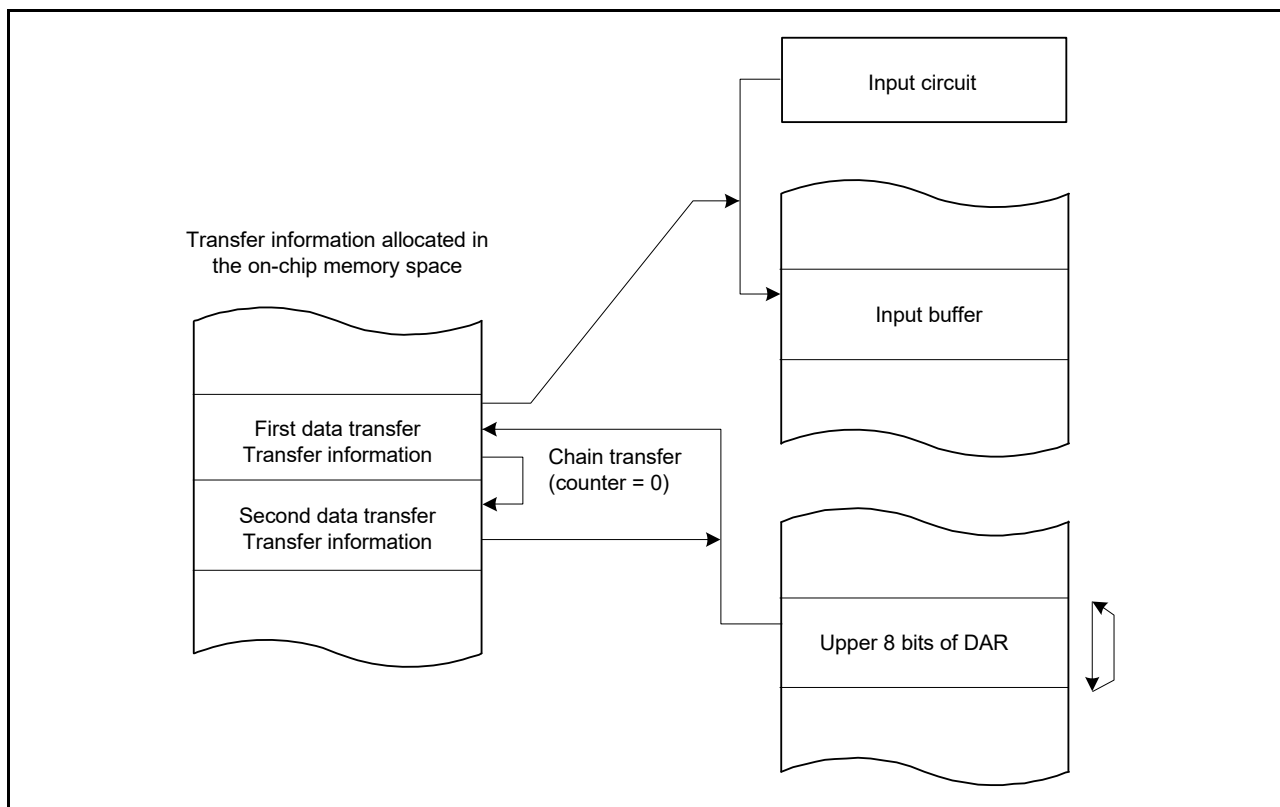 Input circuit
Transfer information allocated in
the on-chip memory space
Input buffer
First data transfer
Transfer information
Chain transfer
(counter = 0)
Second data transfer
Transfer information
Upper 8 bits of DAR